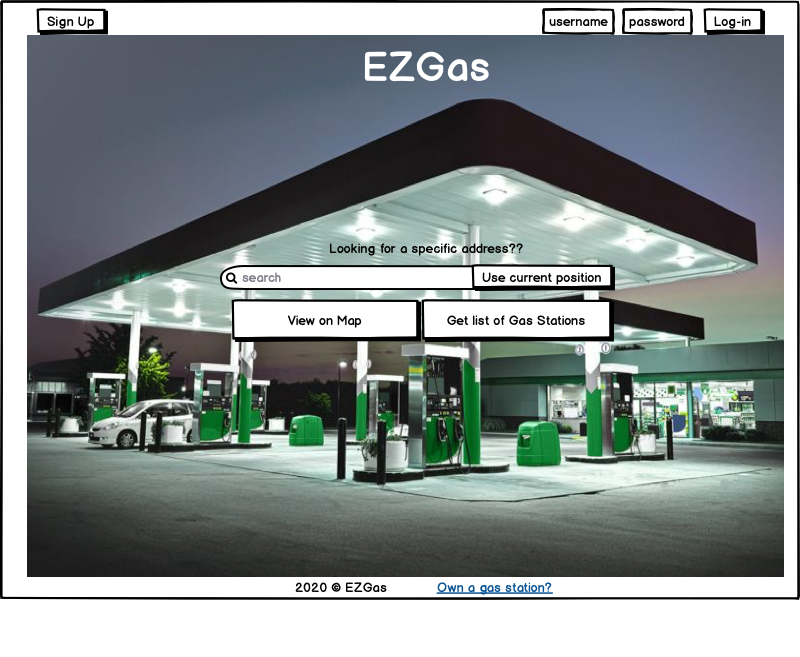 Sign Up
username
password
Log-in
EZGas
Looking for a specific address??
search
Use current position
View on Map
Get list of Gas Stations
2020 © EZGas
Own a gas station?